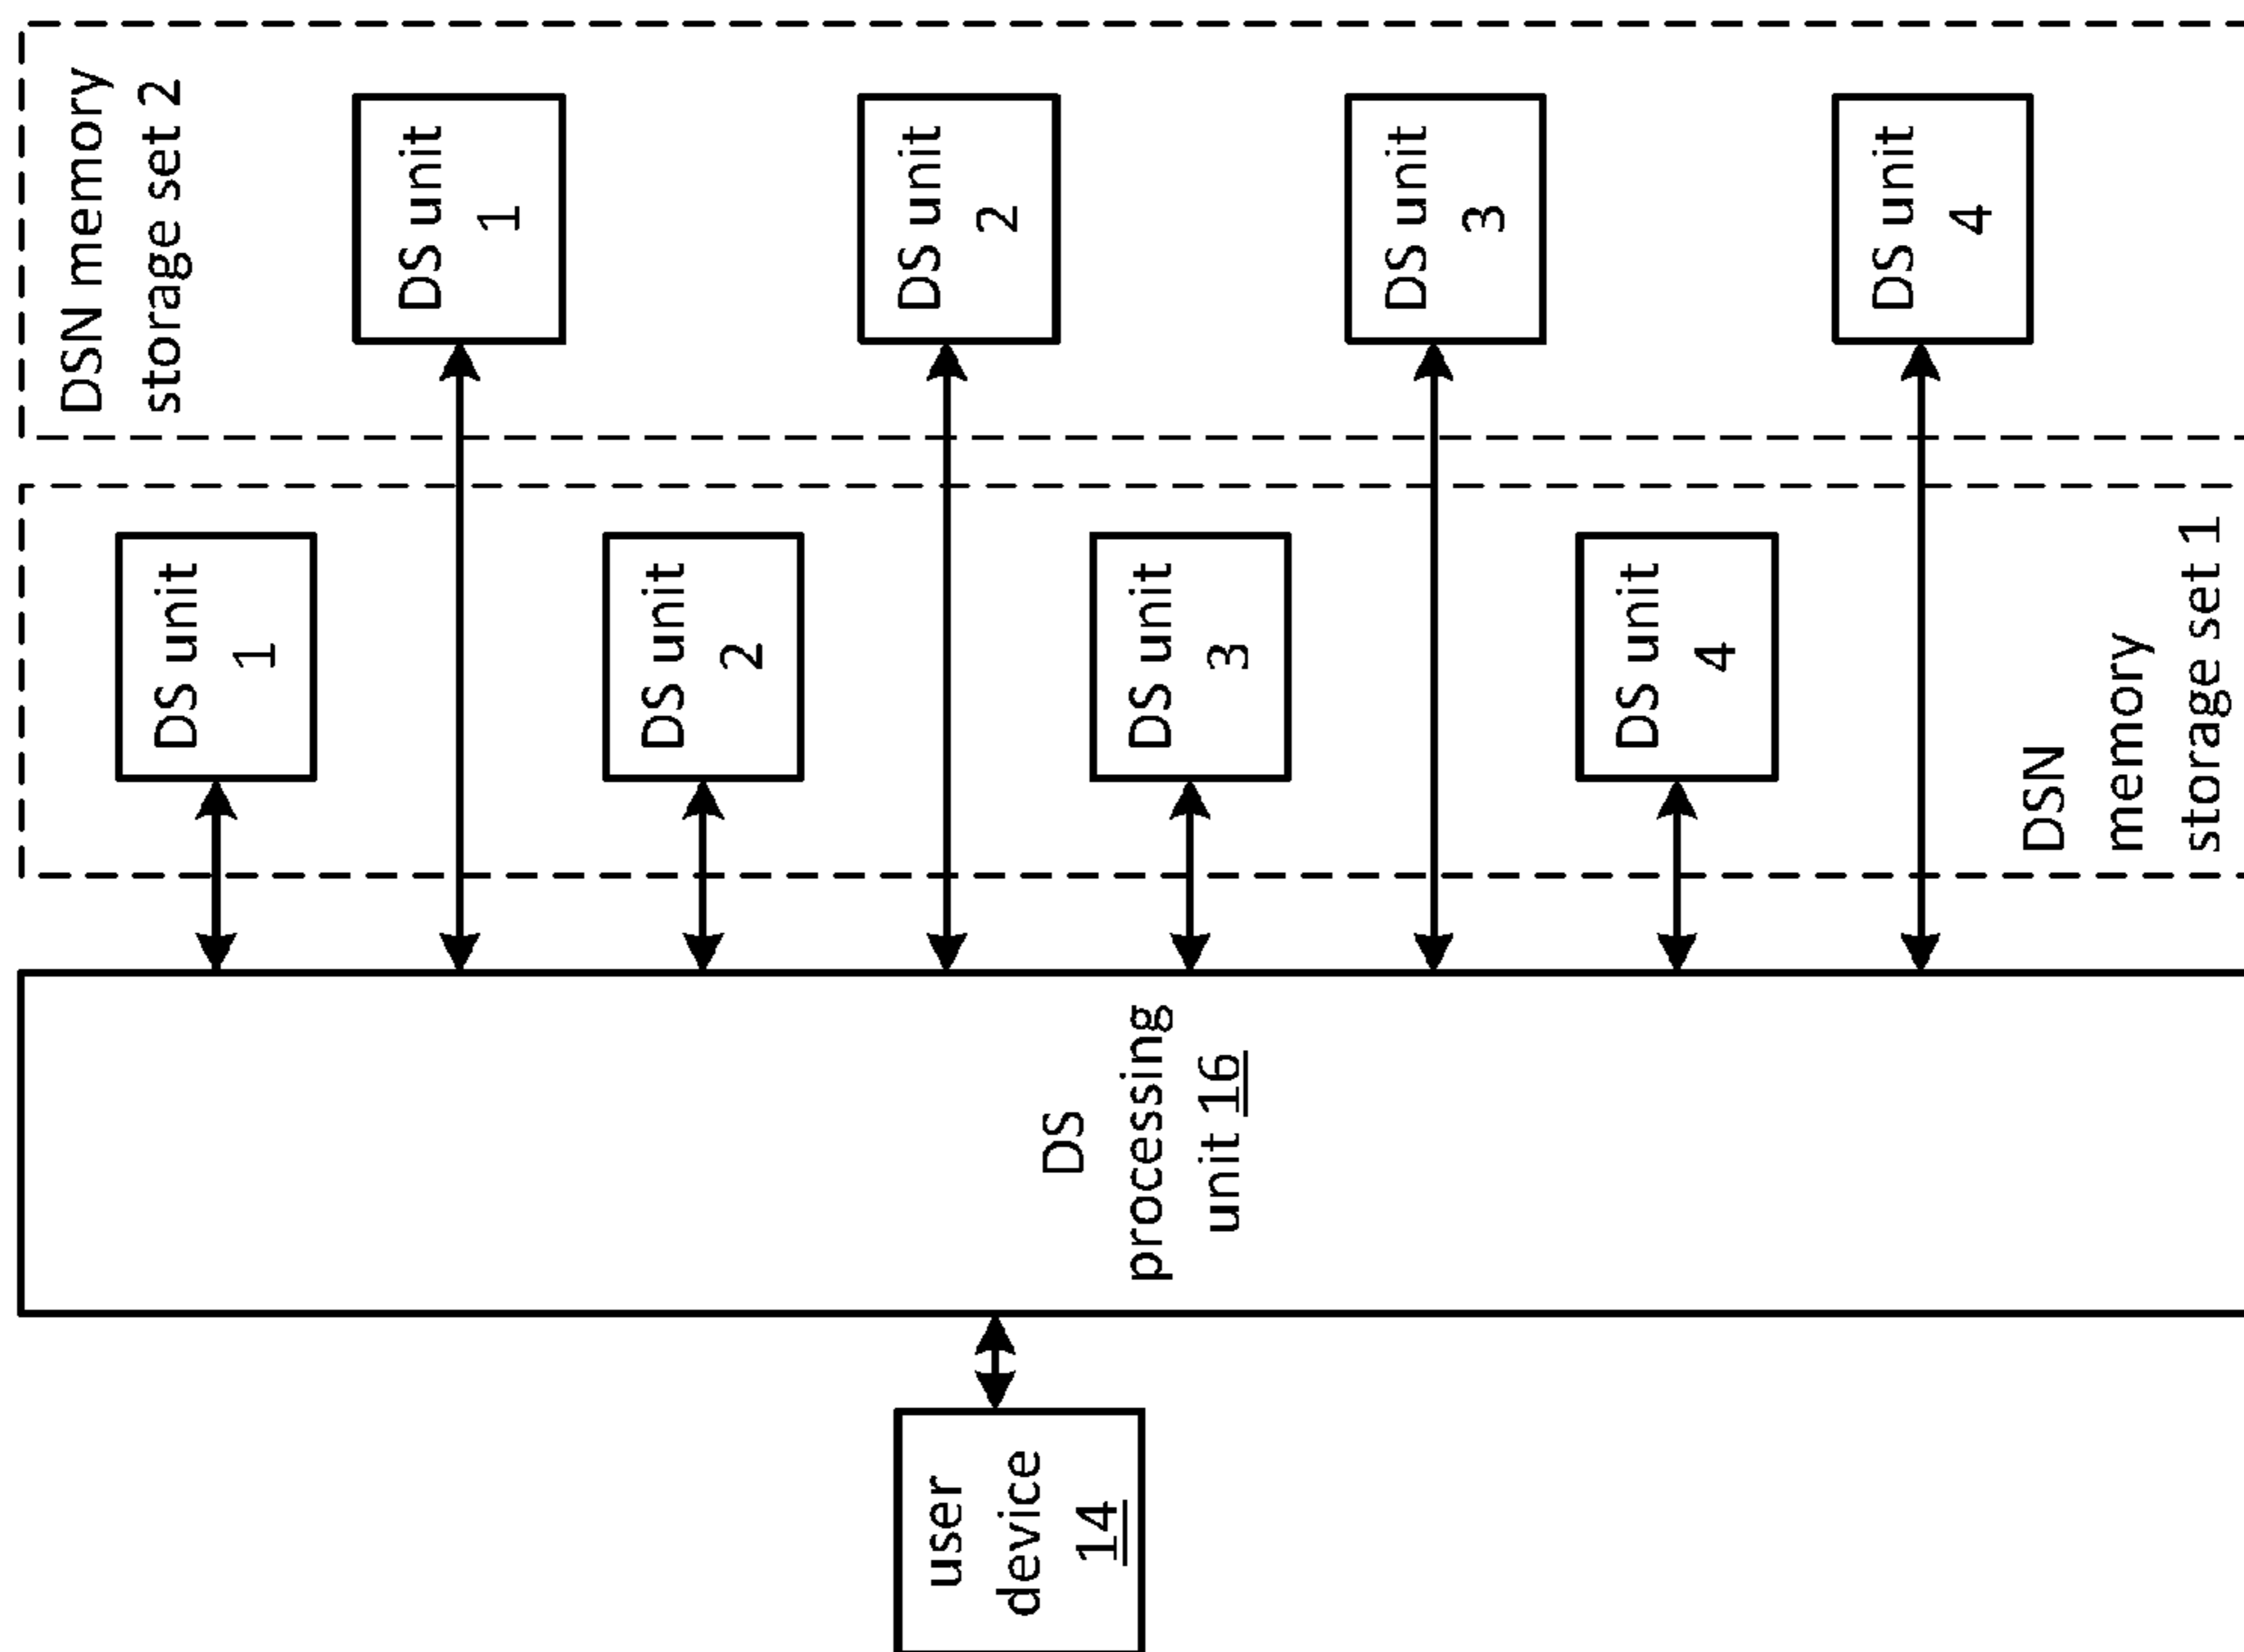 user
device
14
DS
processing
unit 16
DS unit
1
DS unit
2
DS unit
3
DS unit
4
DSN
memory
storage set 1
DSN memory
storage set 2
DS unit
1
DS unit
2
DS unit
3
DS unit
4